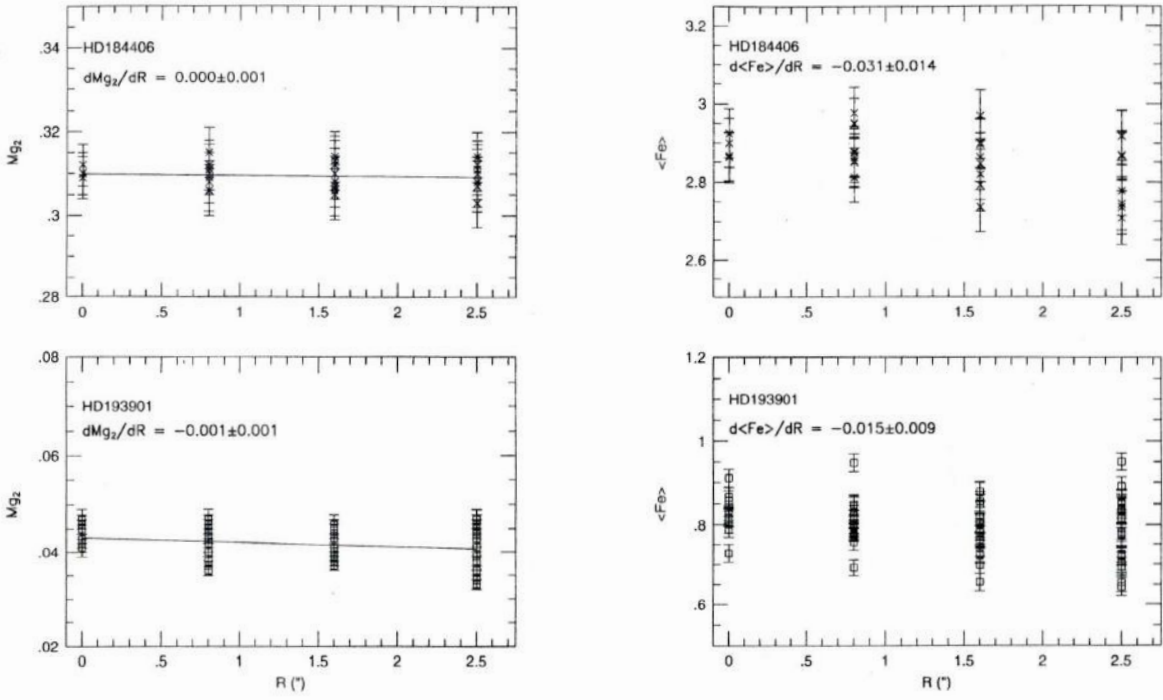 .34
.32
.3
.28
Mg₂
HD184406
dMg₂/dR = 0.000±0.001
0 .5 1 1.5 2 2.5
3.2
3
2.8
2.6
<Fe>
HD184406
d<Fe>/dR = −0.031±0.014
0 .5 1 1.5 2 2.5
.08
.06
.04
.02
Mg₂
HD193901
dMg₂/dR = −0.001±0.001
0 .5 1 1.5 2 2.5
R (")
1.2
1
.8
.6
<Fe>
HD193901
d<Fe>/dR = −0.015±0.009
0 .5 1 1.5 2 2.5
R (")